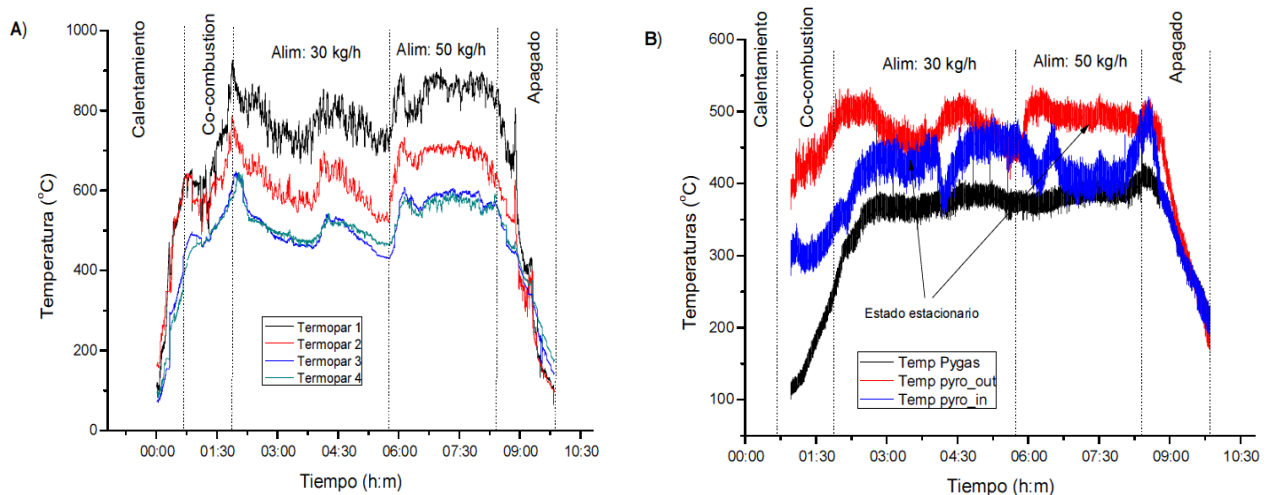 A)
Calentamiento
Co-combustion
Alim: 30 kg/h
Alim: 50 kg/h
Apagado
1000
800
600
400
200
0
Temperatura (°C)
Termopar 1
Termopar 2
Termopar 3
Termopar 4
00:00 01:30 03:00 04:30 06:00 07:30 09:00 10:30
Tiempo (h:m)
B)
Calentamiento
Co-combustion
Alim: 30 kg/h
Alim: 50 kg/h
Apagado
600
500
400
300
200
100
Temperaturas (°C)
Estado estacionario
Temp Pygas
Temp pyro_out
Temp pyro_in
00:00 01:30 03:00 04:30 06:00 07:30 09:00 10:30
Tiempo (h:m)